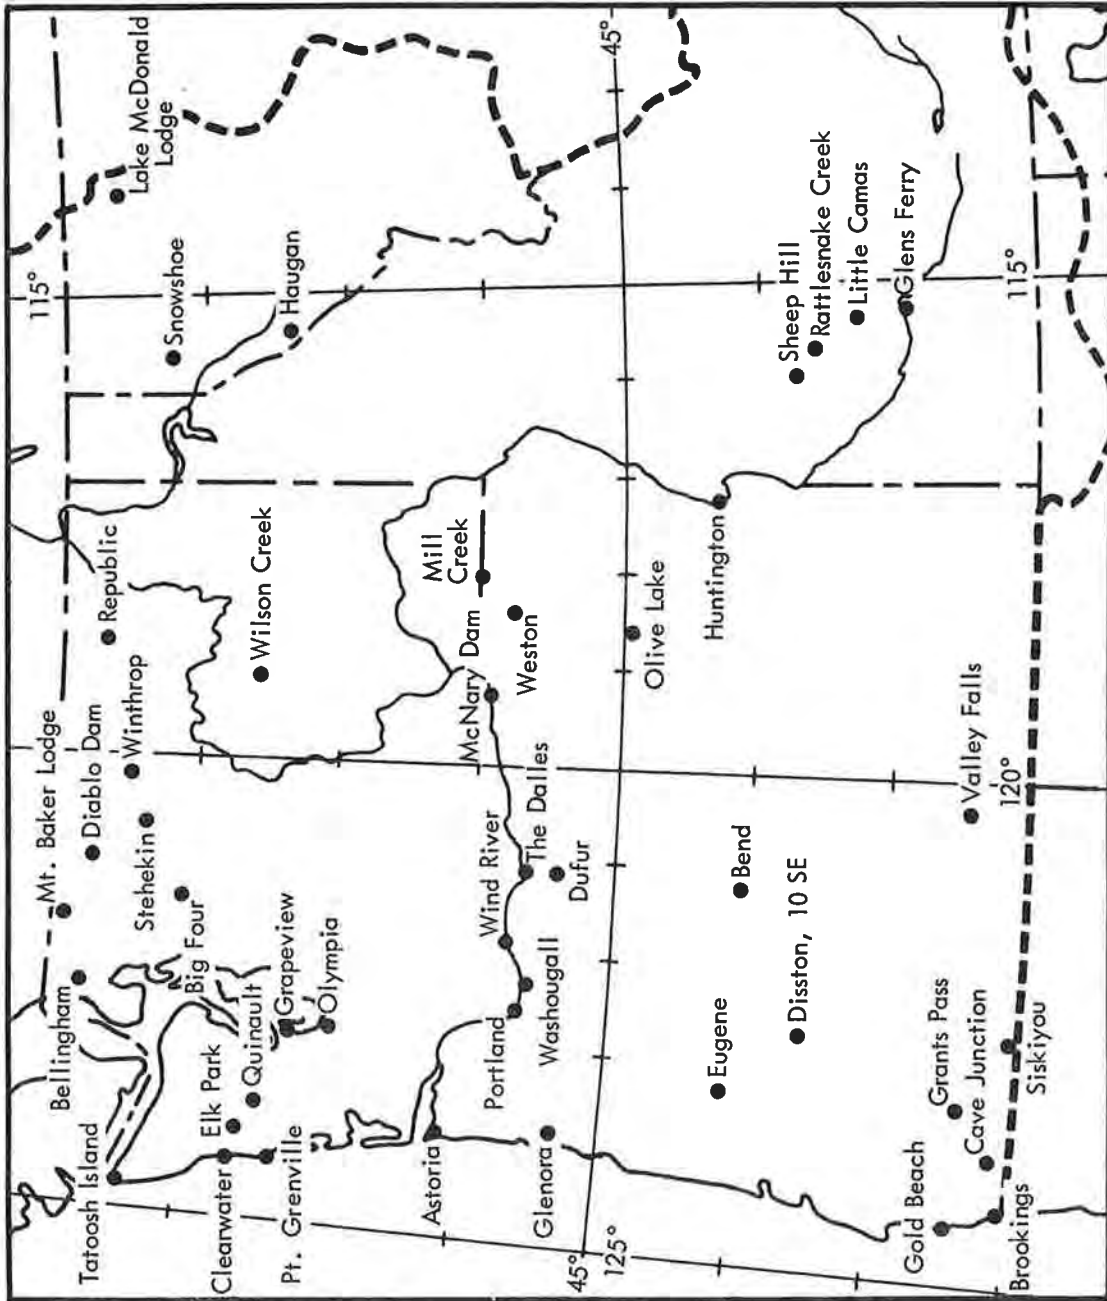 Tatoosh Island
Bellingham
Mt. Baker Lodge
Diablo Dam
Winthrop
Republic
115°
Lake McDonald
Lodge
Snowshoe
Haugan
Stehekin
Big Four
Wilson Creek
Elk Park
Quinault
Grapeview
Olympia
Clearwater
Pt. Grenville
Astoria
Portland
Wind River
McNary Dam
Mill
Creek
Weston
The Dalles
Dufur
Washougall
Glenora
Olive Lake
45°
45°
125°
Eugene
Bend
Huntington
Disston, 10 SE
Sheep Hill
Rattlesnake Creek
Little Camas
Glens Ferry
Valley Falls
Grants Pass
Cave Junction
Gold Beach
Brookings
Siskiyou
120°
115°